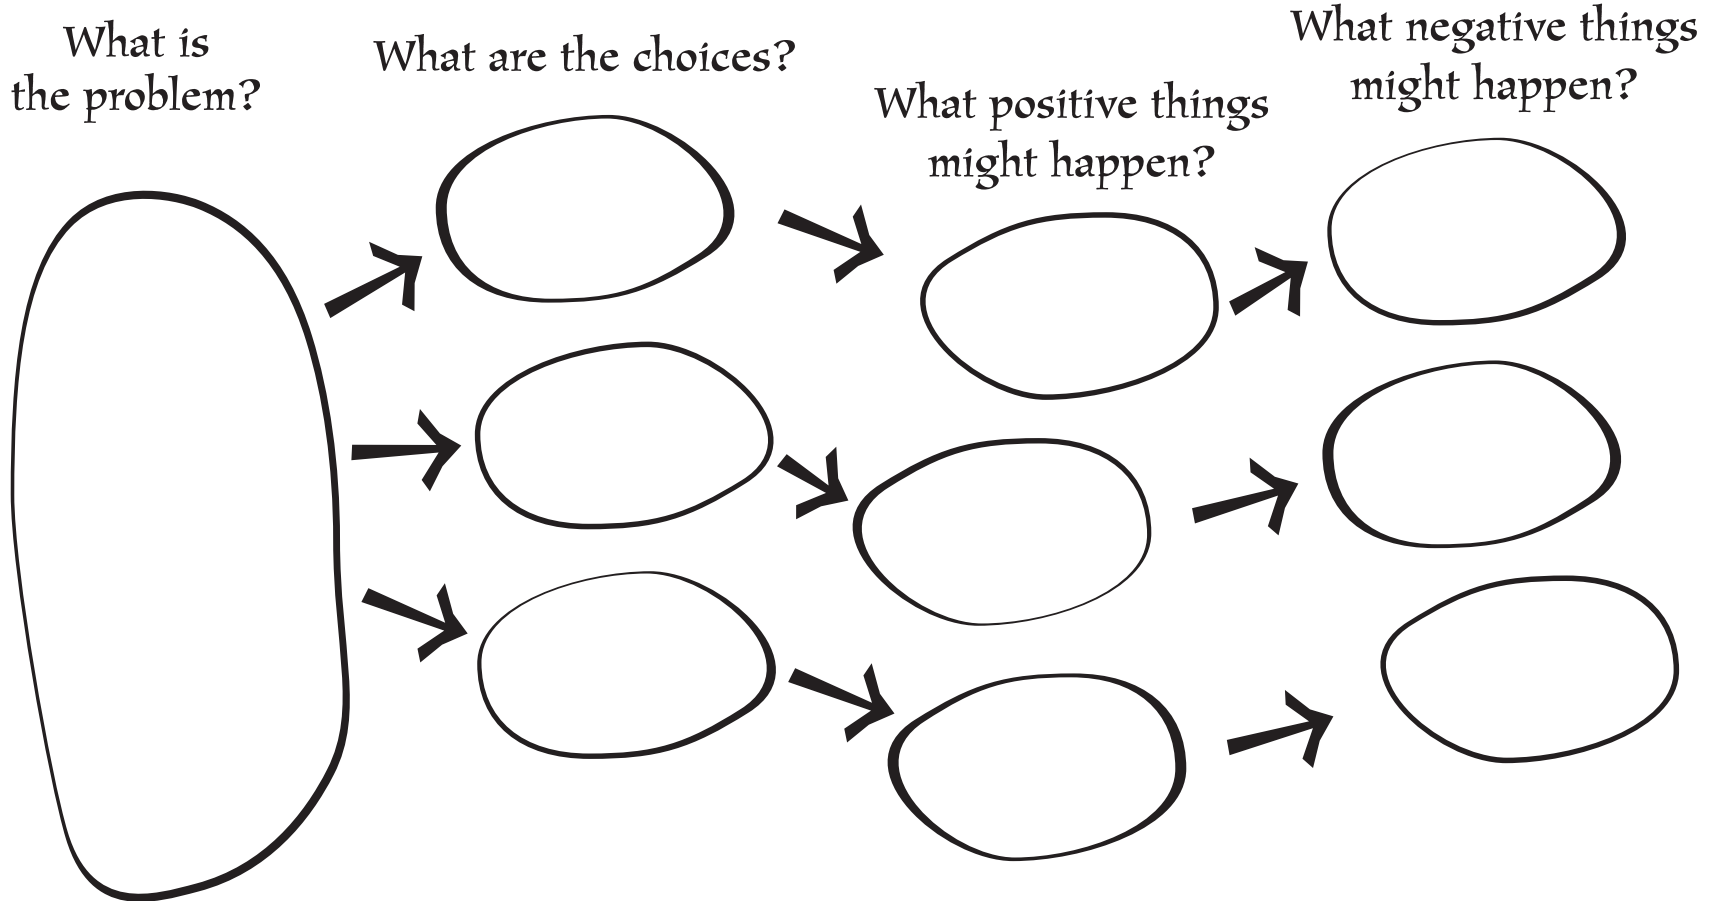 What is
the problem?
What are the choices?
What positive things
might happen?
What negative things
might happen?